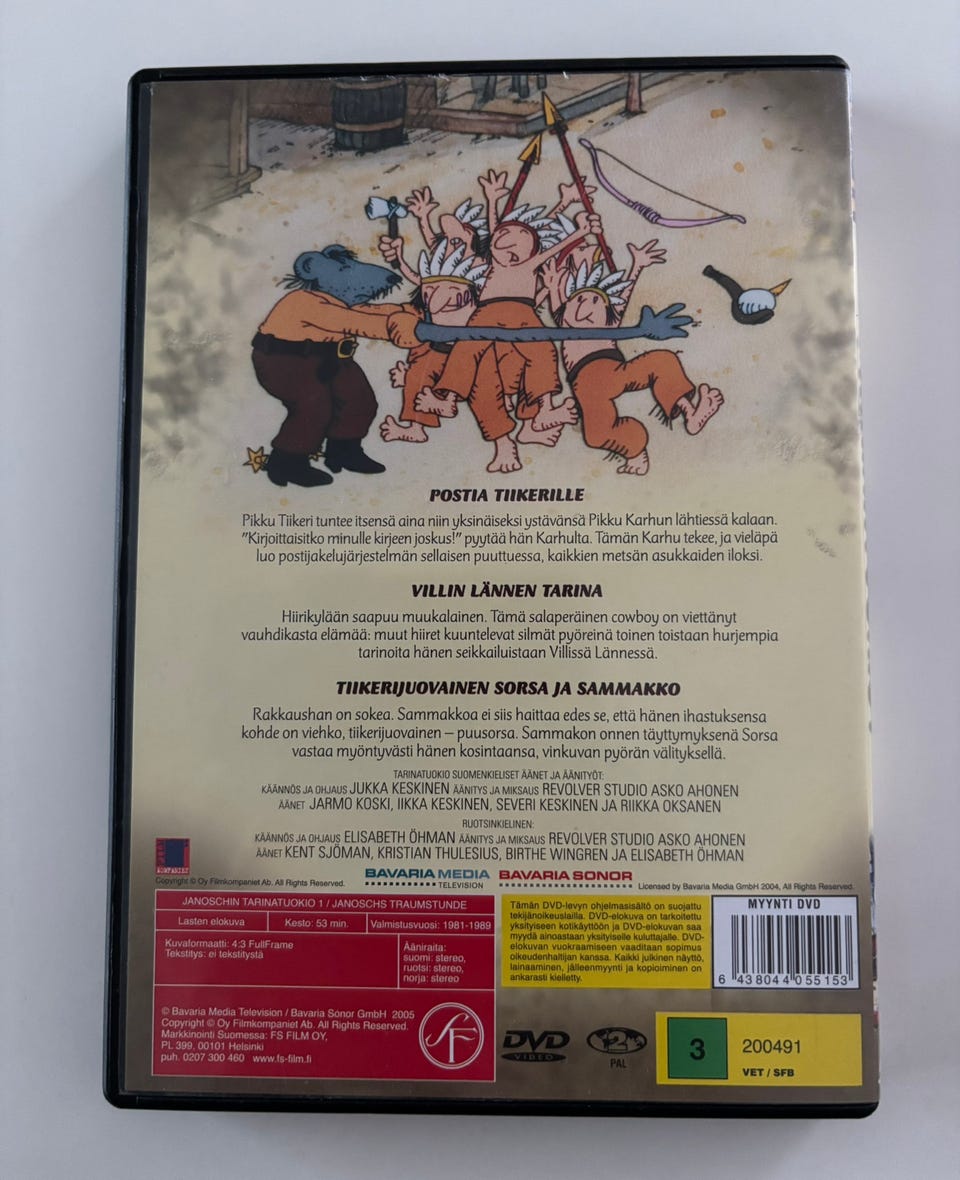 POSTIA TIIKERILLE
Pikku Tiikeri tuntee itsensä aina niin yksinäiseksi ystävänsä Pikku Karhun lähtiessä kalaan.
"Kirjoittaisitko minulle kirjeen joskus!" pyytää hän Karhulta. Tämän Karhu tekee, ja vieläpä
luo postijakelujärjestelmän sellaisen puuttuessa, kaikkien metsän asukkaiden iloksi.
VILLIN LÄNNEN TARINA
Hiirikylään saapuu muukalainen. Tämä salaperäinen cowboy on viettänyt
vauhdikasta elämää: muut hiiret kuuntelevat silmät pyöreinä toinen toistaan hurjempia
tarinoita hänen seikkailuistaan Villissä Lännessä.
TIIKERIJUOVAINEN SORSA JA SAMMAKKO
Rakkaushan on sokea. Sammakkoa ei siis haittaa edes se, että hänen ihastuksensa
kohde on viehko, tiikerijuovainen – puusorsa. Sammakon onnen täyttymyksenä Sorsa
vastaa myöntyvästi hänen kosintaansa, vinkuvan pyörän välityksellä.
TARINATUOKIO SUOMENKIELISET ÄÄNET JA ÄÄNITYÖT:
KÄÄNNÖS JA OHJAUS JUKKA KESKINEN ÄÄNITYS JA MIKSAUS REVOLVER STUDIO ASKO AHONEN
ÄÄNET JARMO KOSKI, IIKKA KESKINEN, SEVERI KESKINEN JA RIIKKA OKSANEN
RUOTSINKIELINEN:
KÄÄNNÖS JA OHJAUS ELISABETH ÖHMAN ÄÄNITYS JA MIKSAUS REVOLVER STUDIO ASKO AHONEN
ÄÄNET KENT SJÖMAN, KRISTIAN THULESIUS, BIRTHE WINGREN JA ELISABETH ÖHMAN
BAVARIA MEDIA
TELEVISION
BAVARIA SONOR
Copyright © Oy Filmkompaniet Ab. All Rights Reserved.
Licensed by Bavaria Media GmbH 2004, All Rights Reserved.
JANOSCHIN TARINATUOKIO 1 / JANOSCHS TRAUMSTUNDE
Lasten elokuva
Kesto: 53 min.
Valmistusvuosi: 1981-1989
Kuvaformaatti: 4:3 FullFrame
Tekstitys: ei tekstitystä
Ääniraita:
suomi: stereo,
ruotsi: stereo,
norja: stereo
© Bavaria Media Television / Bavaria Sonor GmbH 2005
Copyright © Oy Filmkompaniet Ab. All Rights Reserved.
Markkinointi Suomessa: FS FILM OY,
PL 399, 00101 Helsinki
puh. 0207 300 460 www.fs-film.fi
SF
Tämän DVD-levyn ohjelmasisältö on suojattu
tekijänoikeuslailla. DVD-elokuva on tarkoitettu
yksityiseen kotikäyttöön ja DVD-elokuvan saa
myydä ainoastaan yksityiselle kuluttajalle. DVD-
elokuvan vuokraamiseen vaaditaan sopimus
oikeudenhaltijan kanssa. Kaikki julkinen näyttö,
lainaaminen, jälleenmyynti ja kopioiminen on
ankarasti kielletty.
MYYNTI DVD
6 438044 055153
DVD
VIDEO
2
PAL
3
200491
VET / SFB